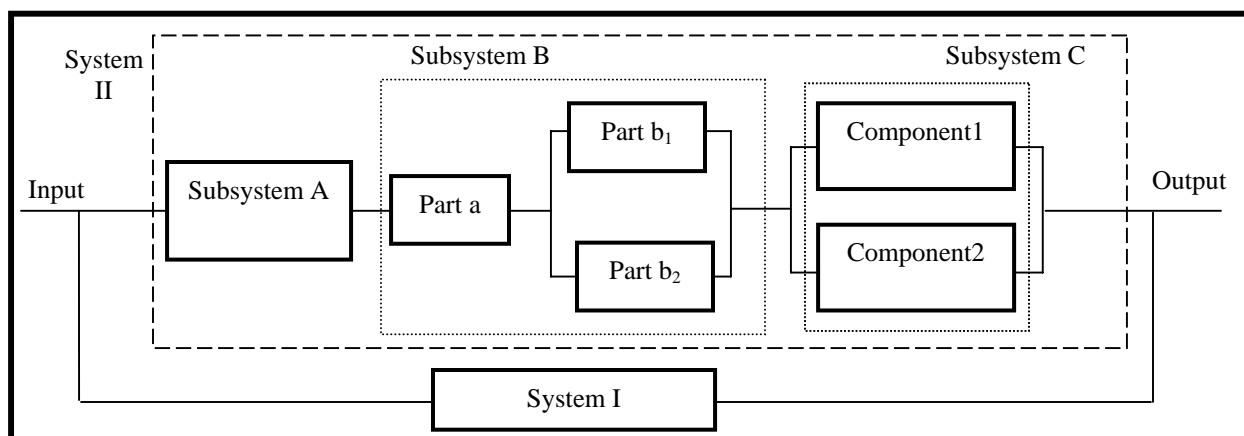 Subsystem B
Subsystem C
System
II
Part b₁
Component1
Input
Subsystem A
Part a
Output
Part b₂
Component2
System I